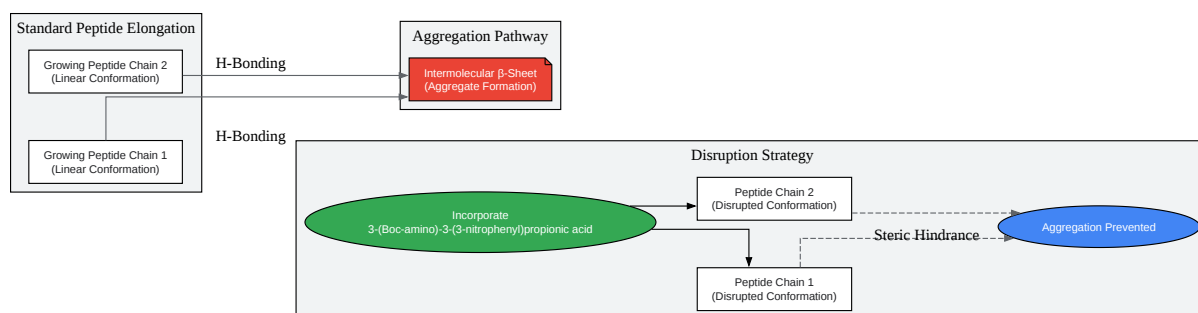 Standard Peptide Elongation
Growing Peptide Chain 2
(Linear Conformation)
H-Bonding
Growing Peptide Chain 1
(Linear Conformation)
H-Bonding
Aggregation Pathway
Intermolecular β-Sheet
(Aggregate Formation)
Disruption Strategy
Incorporate
3-(Boc-amino)-3-(3-nitrophenyl)propionic acid
Peptide Chain 2
(Disrupted Conformation)
Steric Hindrance
Peptide Chain 1
(Disrupted Conformation)
Aggregation Prevented